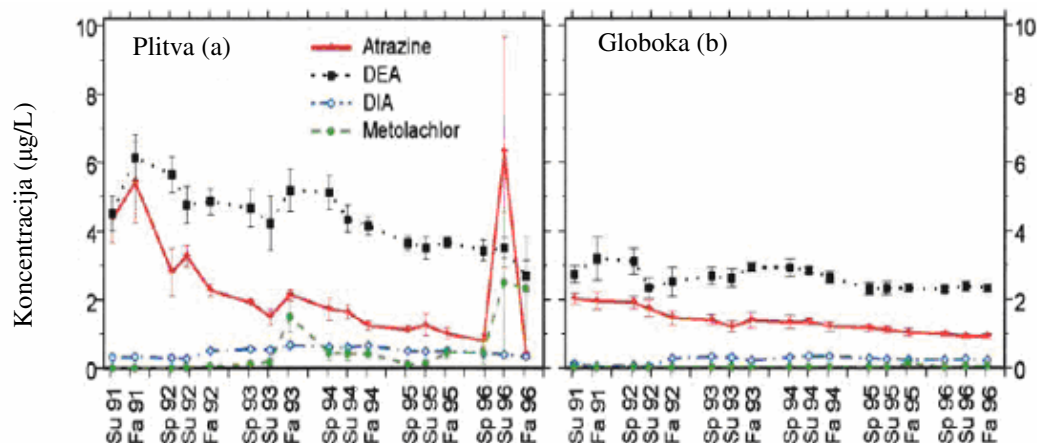 Koncentracija (µg/L)
10
8
6
4
2
0
Plitva (a)
Atrazine
DEA
DIA
Metolachlor
Su 91
Fa 91
Sp 92
Su 92
Fa 92
Sp 93
Su 93
Fa 93
Sp 94
Su 94
Fa 94
Sp 95
Su 95
Fa 95
Sp 96
Su 96
Fa 96
Globoka (b)
10
8
6
4
2
0
Su 91
Fa 91
Sp 92
Su 92
Fa 92
Sp 93
Su 93
Fa 93
Sp 94
Su 94
Fa 94
Sp 95
Su 95
Fa 95
Sp 96
Su 96
Fa 96